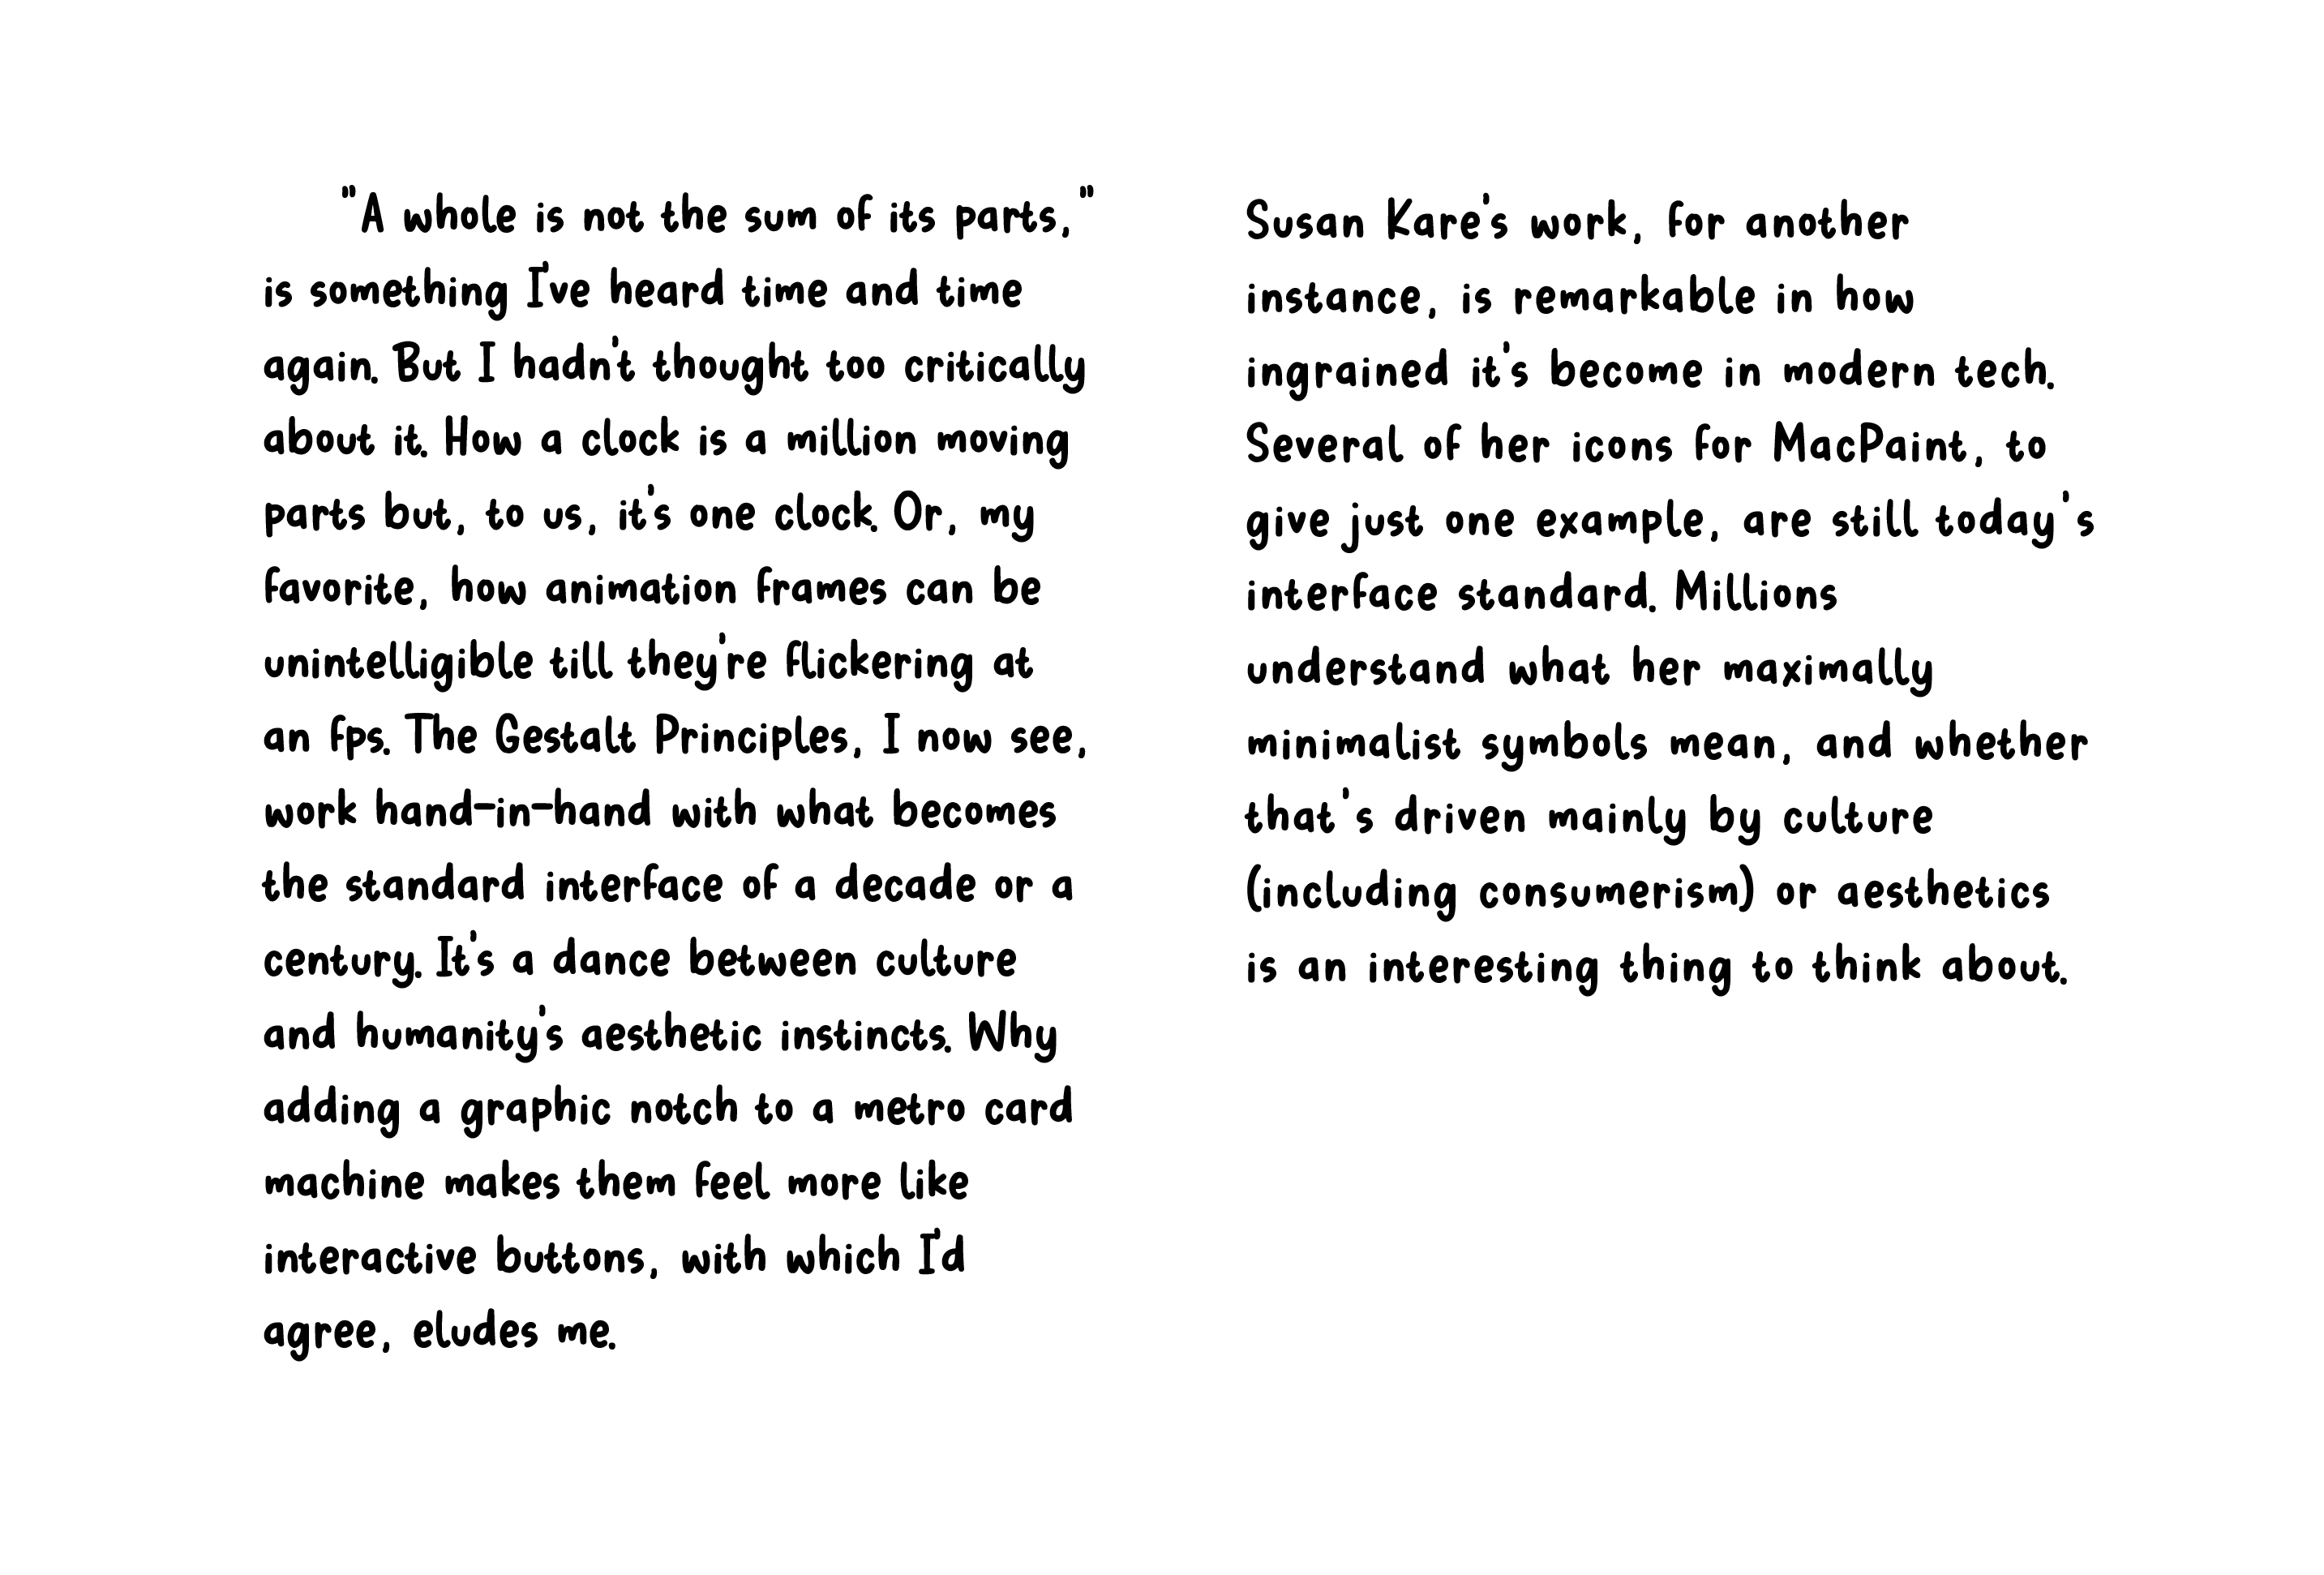 "A whole is not the sum of its parts,"
is something I've heard time and time
again. But I hadn't thought too critically
about it. How a clock is a million moving
parts but, to us, it's one clock. Or, my
favorite, how animation frames can be
unintelligible till they're flickering at
an fps. The Gestalt Principles, I now see,
work hand-in-hand with what becomes
the standard interface of a decade or a
century. It's a dance between culture
and humanity's aesthetic instincts. Why
adding a graphic notch to a metro card
machine makes them feel more like
interactive buttons, with which I'd
agree, eludes me.
Susan Kare's work, for another
instance, is remarkable in how
ingrained it's become in modern tech.
Several of her icons for MacPaint, to
give just one example, are still today's
interface standard. Millions
understand what her maximally
minimalist symbols mean, and whether
that's driven mainly by culture
(including consumerism) or aesthetics
is an interesting thing to think about.